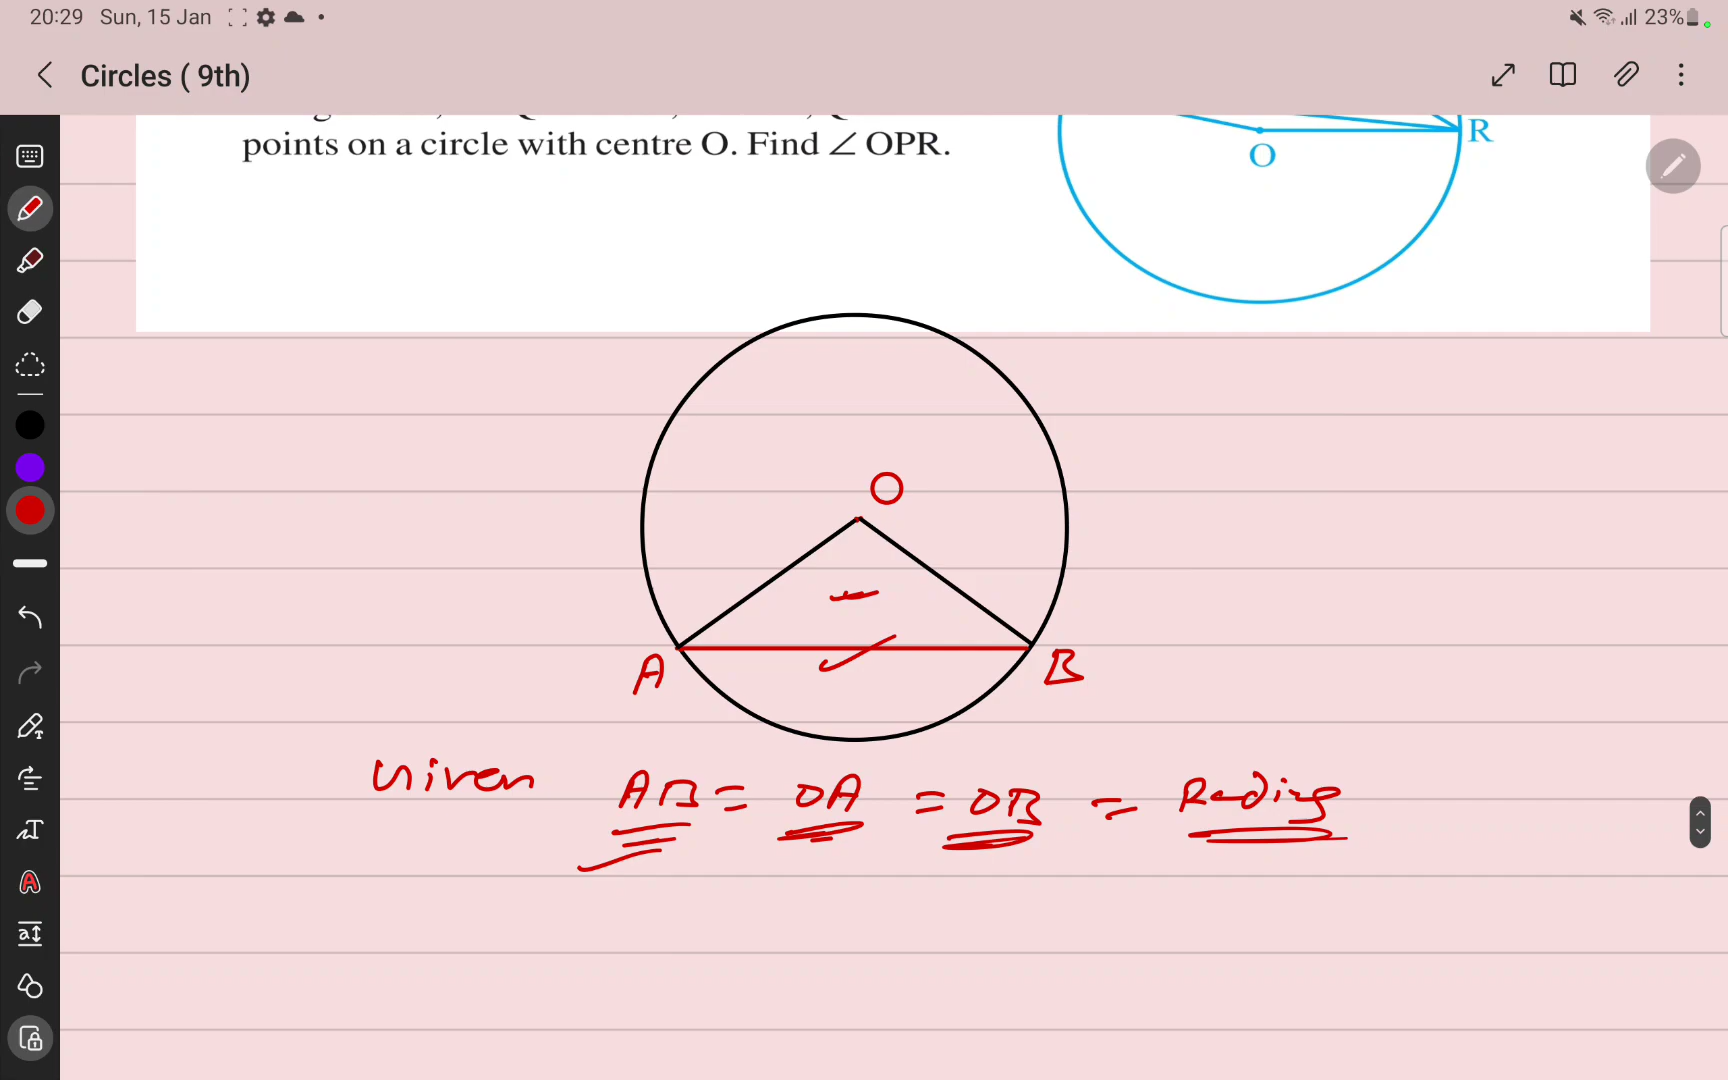 20:29 Sun, 15 Jan 23%
Circles ( 9th)
points on a circle with centre O. Find ∠ OPR.
R
O
O
A
B
Given AB = OA = OB = Radius
T
T
A
a